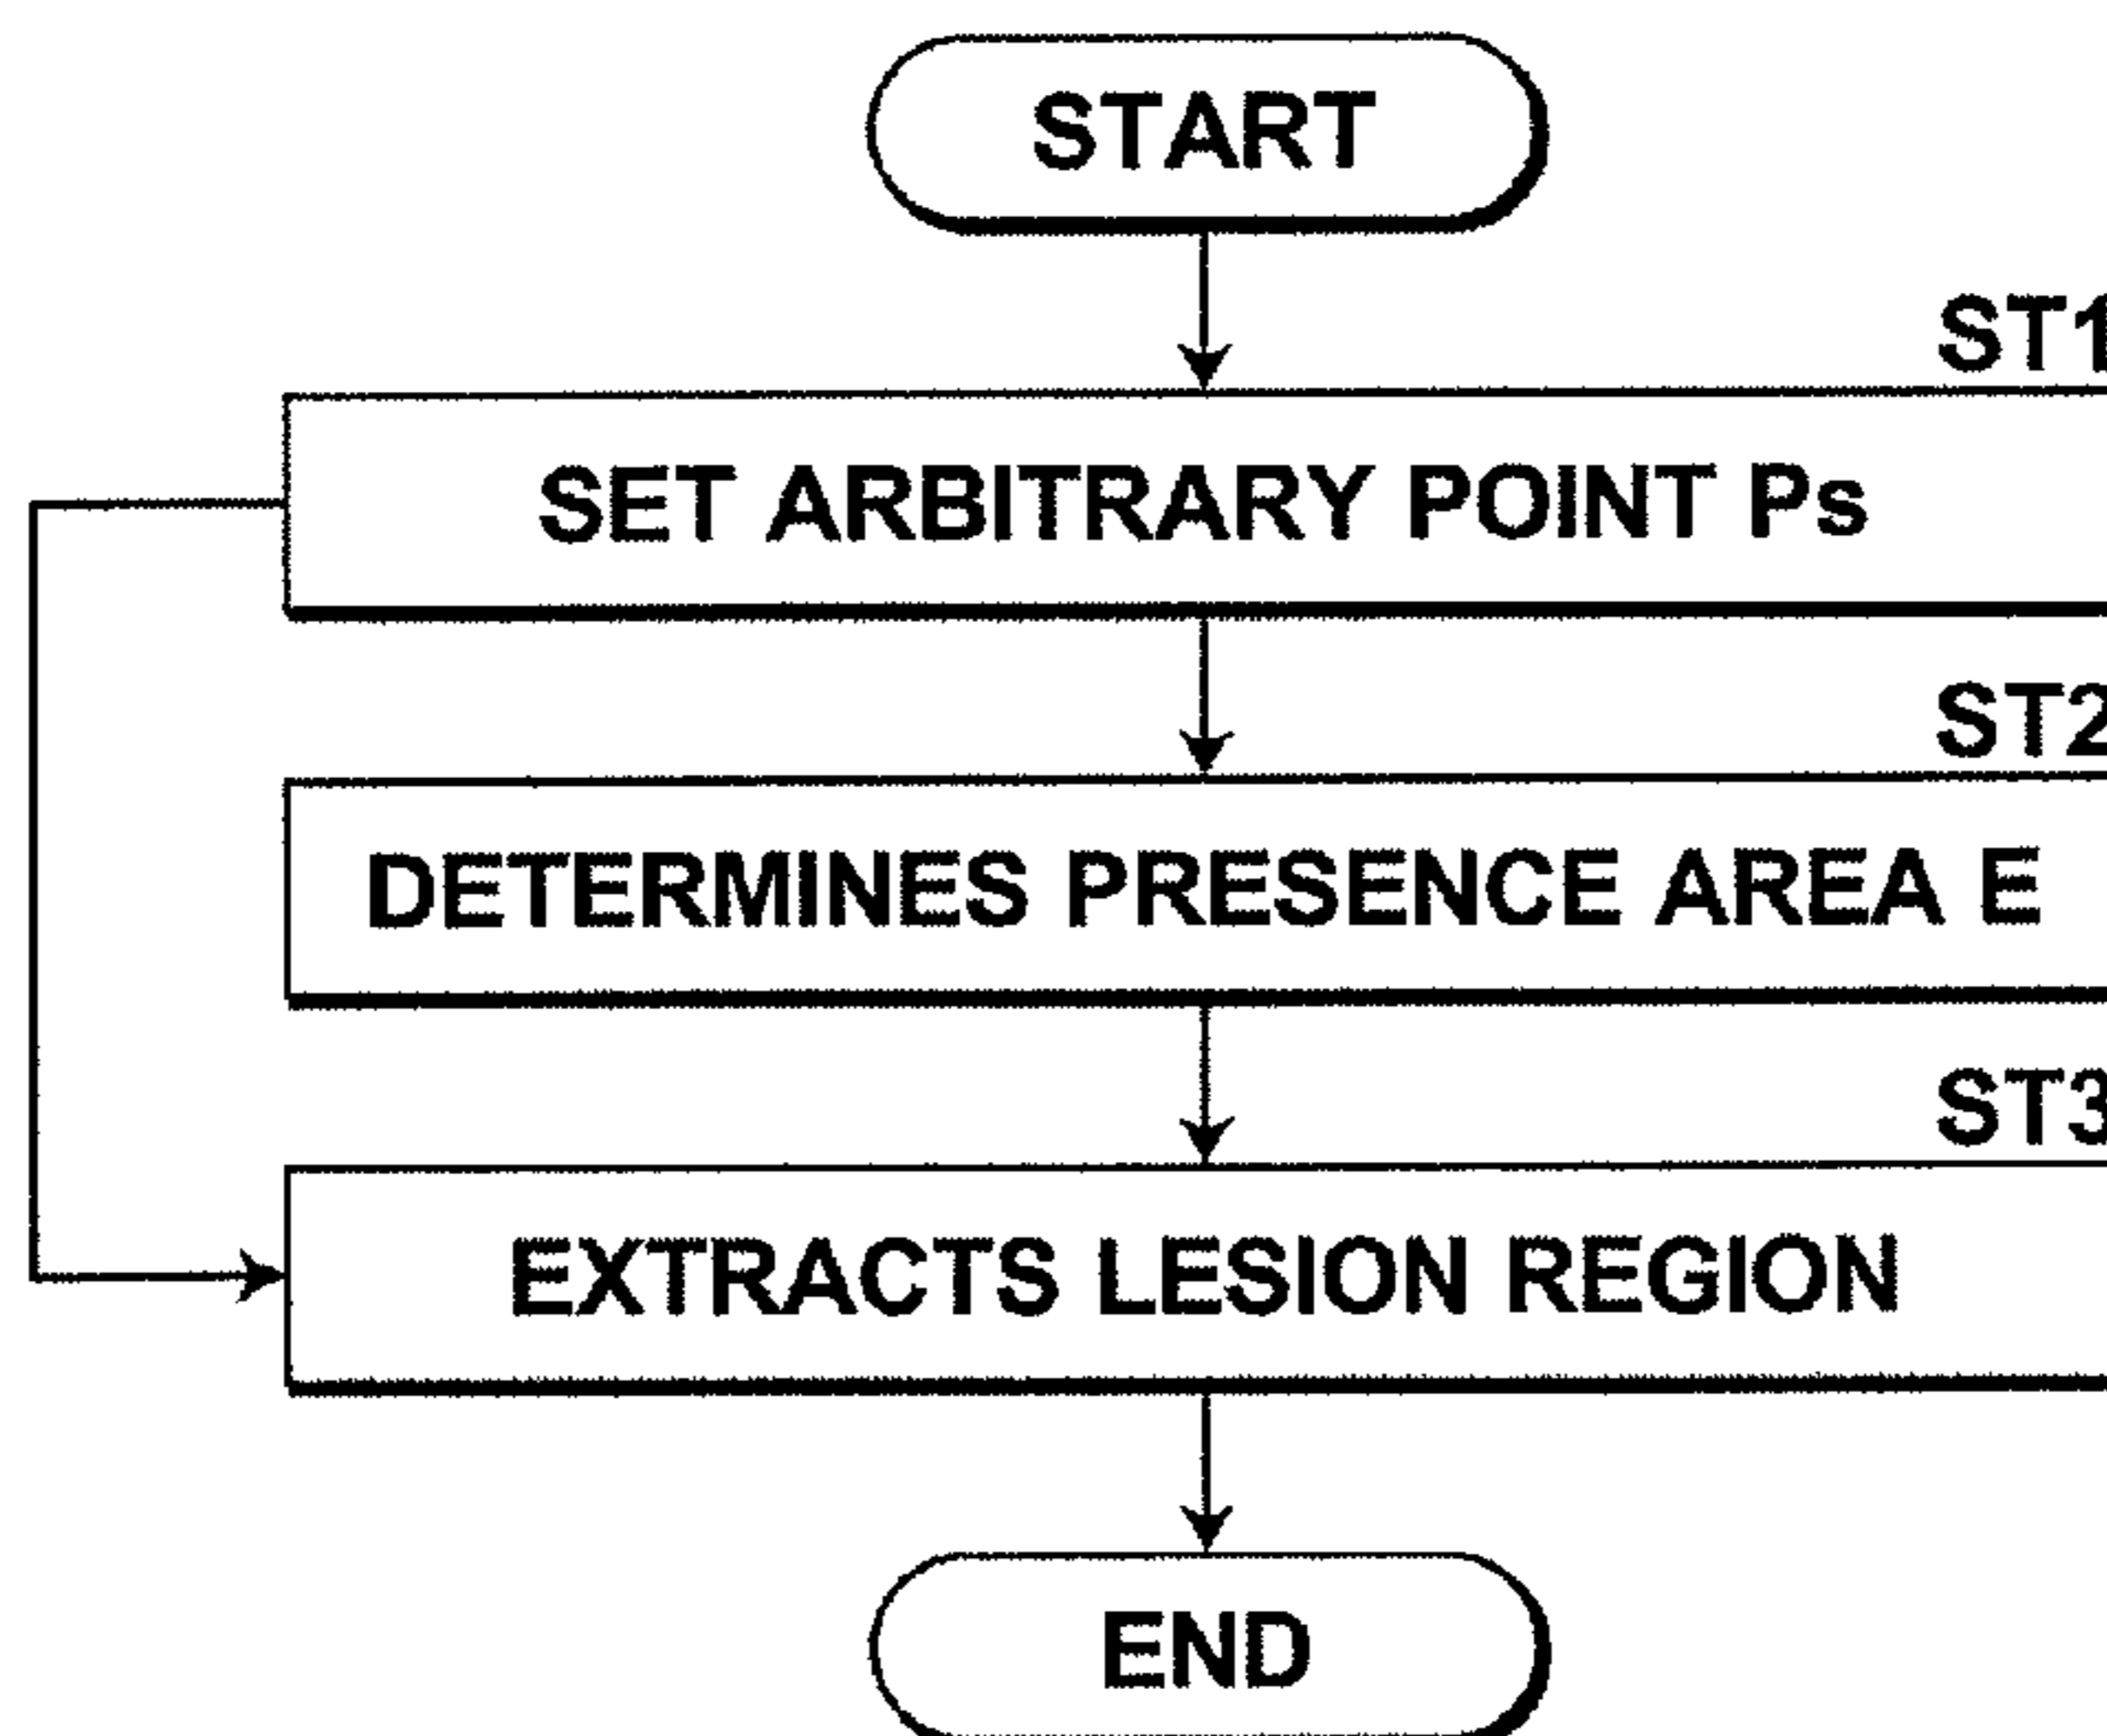 START
ST1
SET ARBITRARY POINT Ps
ST2
DETERMINES PRESENCE AREA E
ST3
EXTRACTS LESION REGION
END